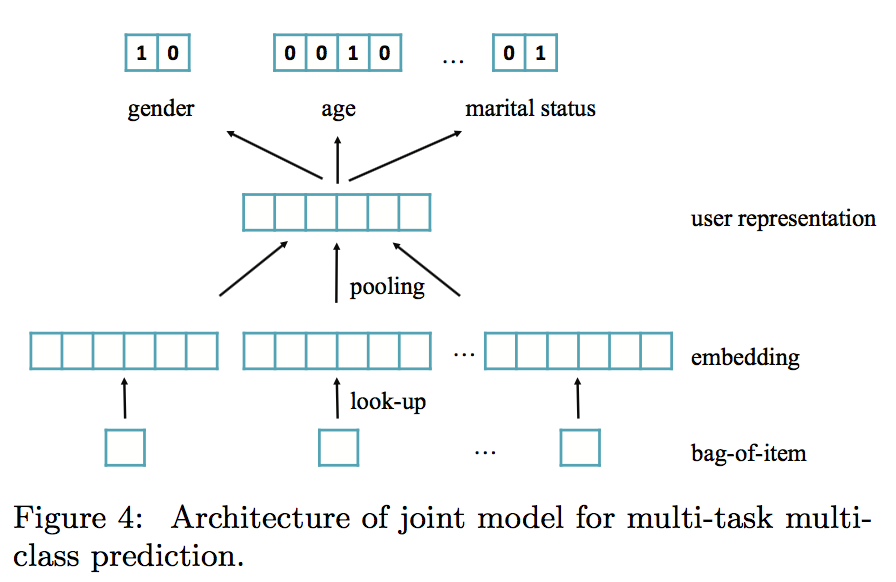 1 0 0 0 1 0 ... 0 1
gender age marital status
user representation
pooling
... embedding
look-up
... bag-of-item
Figure 4: Architecture of joint model for multi-task multi-
class prediction.